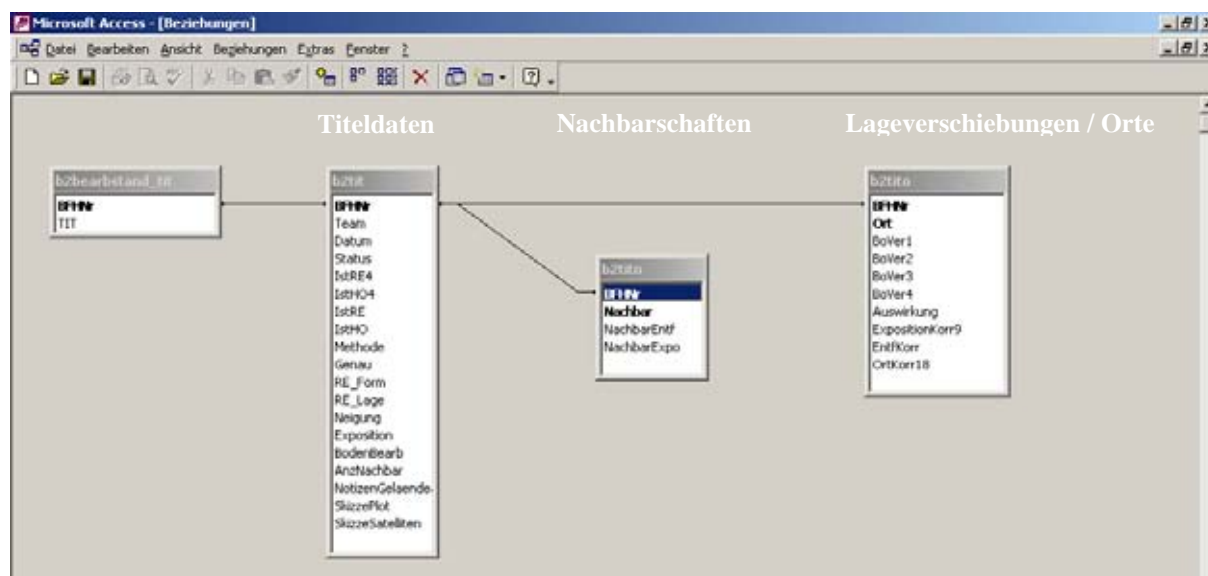 Microsoft Access - [Beziehungen]
Datei Bearbeiten Ansicht Beziehungen Extras Fenster ?
Titeldaten Nachbarschaften Lageverschiebungen / Orte
b2bearbstand_tit
BFHNr
TIT
b2tit
BFHNr
Team
Datum
Status
IstRE4
IstHO4
IstRE
IstHO
Methode
Genau
RE_Form
RE_Lage
Neigung
Exposition
BodenBearb
AnzNachbar
NotizenGelaende
SkizzePlot
SkizzeSatelliten
b2titn
BFHNr
Nachbar
NachbarEntf
NachbarExpo
b2tito
BFHNr
Ort
BoVer1
BoVer2
BoVer3
BoVer4
Auswirkung
ExpositionKorr9
EntfKorr
OrtKorr18